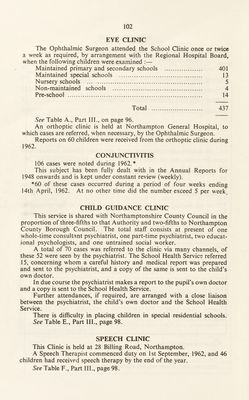 102
EYE CLINIC
The Ophthalmic Surgeon attended the School Clinic once or twice
a week as required, by arrangement with the Regional Hospital Board,
when the following children were examined :—
Maintained primary and secondary schools ............ 401
Maintained special schools ............ 13
Nursery schools ............ 5
Non-maintained schools ............ 4
Pre-school ............ 14
Total ............ 437
See Table A., Part III., on page 96.
An orthoptic clinic is held at Northampton General Hospital, to
which cases are referred, when necessary, by the Ophthalmic Surgeon.
Reports on 60 children were received from the orthoptic clinic during
1962.
CONJUNCTIVITIS
106 cases were noted during 1962.*
This subject has been fully dealt with in the Annual Reports for
1948 onwards and is kept under constant review (weekly).
*60 of these cases occurred during a period of four weeks ending
14th April, 1962. At no other time did the number exceed 5 per week.
CHILD GUIDANCE CLINIC
This service is shared with Northamptonshire County Council in the
proportion of three-fifths to that Authority and two-fifths to Northampton
County Borough Council. The total staff consists at present of one
whole-time consultant psychiatrist, one part-time psychiatrist, two educat-
ional psychologists, and one untrained social worker.
A total of 70 cases was referred to the clinic via many channels, of
these 52 were seen by the psychiatrist. The School Health Service referred
15, concerning whom a careful history and medical report was prepared
and sent to the psychiatrist, and a copy of the same is sent to the child's
own doctor.
In due course the psychiatrist makes a report to the pupil's own doctor
and a copy is sent to the School Health Service.
Further attendances, if required, are arranged with a close liaison
between the psychiatrist, the child's own doctor and the School Health
Service.
There is difficulty in placing children in special residential schools.
See Table E., Part III., page 98.
SPEECH CLINIC
This Clinic is held at 28 Billing Road, Northampton.
A Speech Therapist commenced duty on 1st September, 1962, and 46
children had received speech therapy by the end of the year.
See Table F., Part III., page 98.